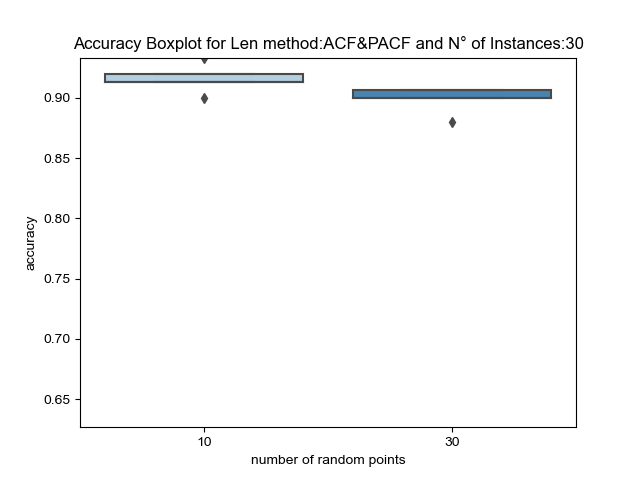 Accuracy Boxplot for Len method:ACF&PACF and N° of Instances:30
0.90
0.85
0.80
0.75
0.70
0.65
accuracy
10 30
number of random points